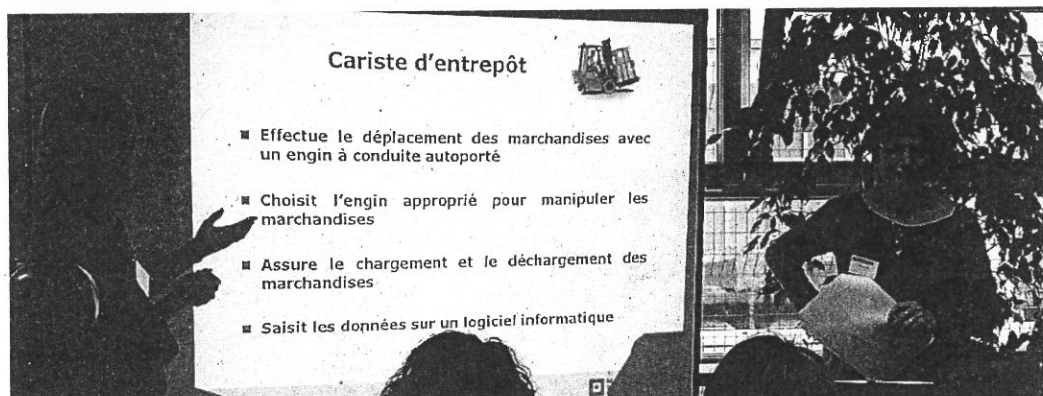 Cariste d'entrepôt
■ Effectue le déplacement des marchandises avec
un engin à conduite autoporté
■ Choisit l'engin approprié pour manipuler les
marchandises
■ Assure le chargement et le déchargement des
marchandises
■ Saisit les données sur un logiciel informatique